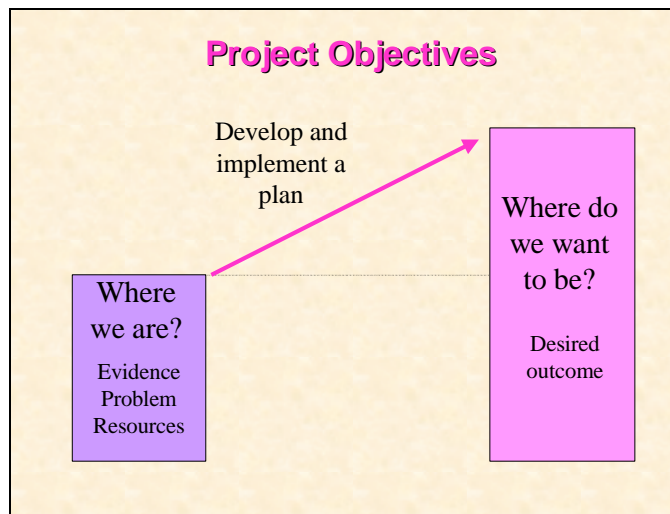 Project Objectives
Develop and
implement a
plan
Where
we are?
Evidence
Problem
Resources
Where do
we want
to be?
Desired
outcome